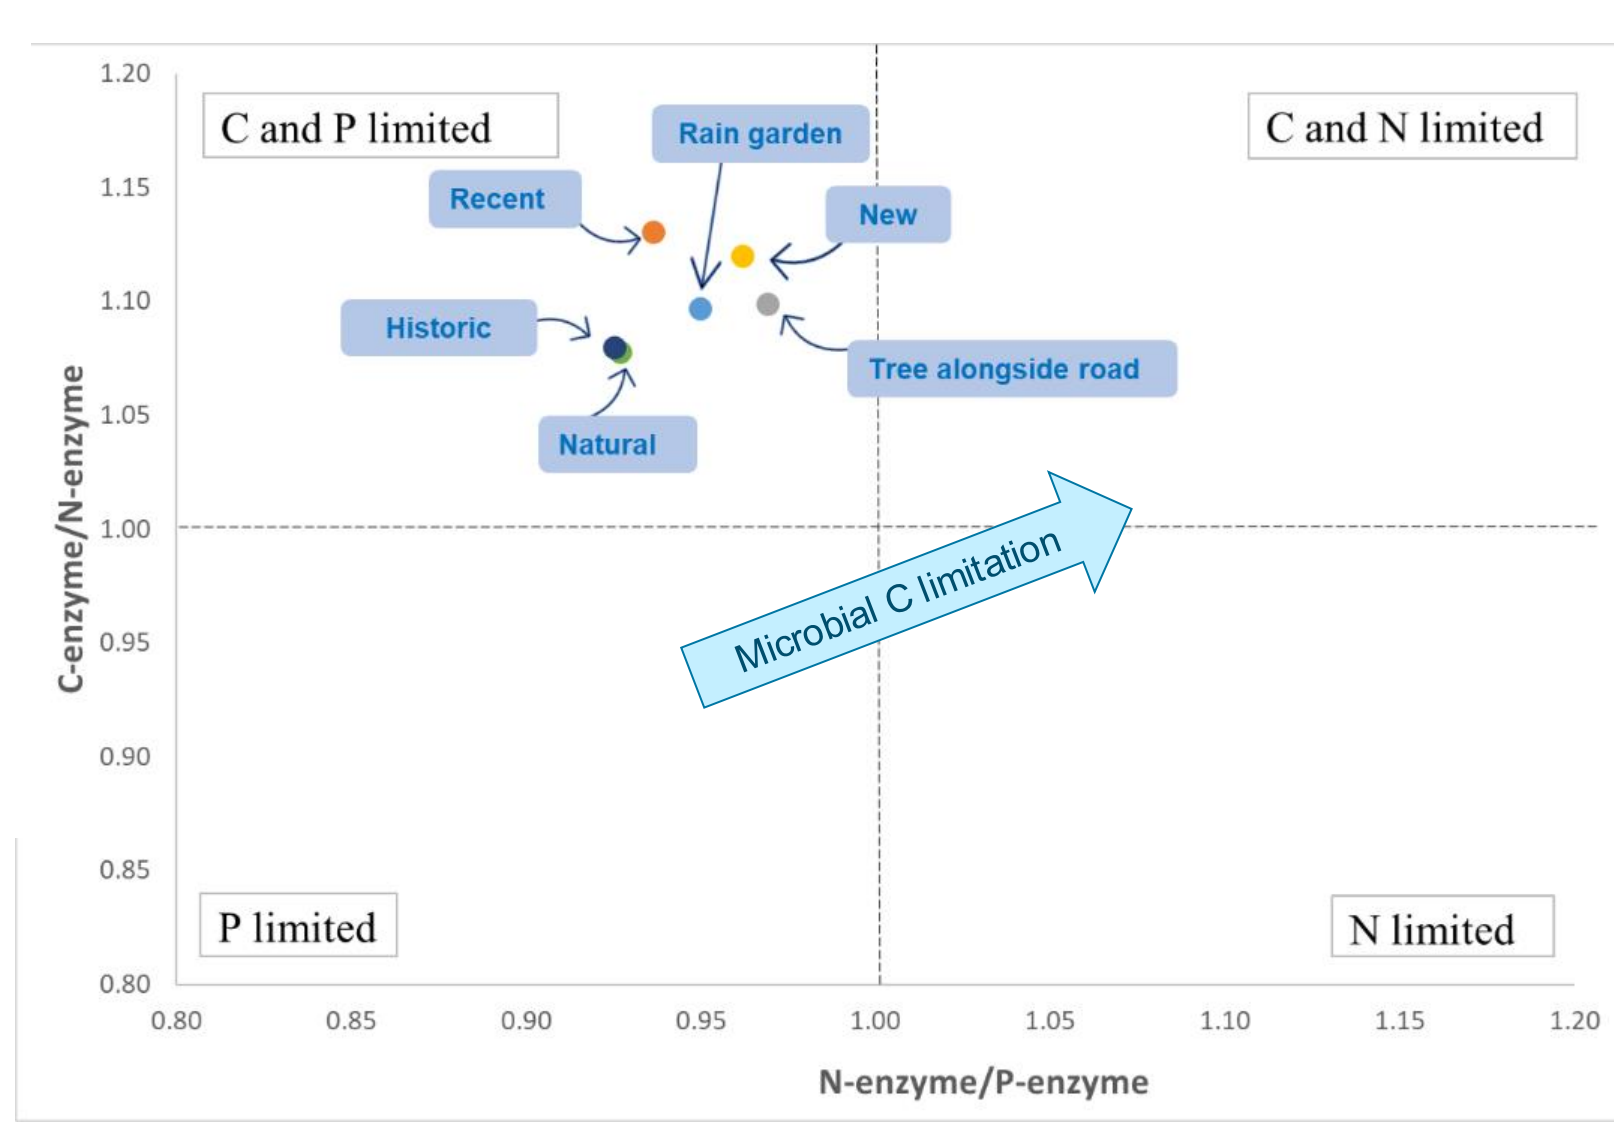 1.20
C and P limited
Rain garden
C and N limited
1.15
Recent
New
1.10
Historic
Tree alongside road
1.05
Natural
C-enzyme/N-enzyme
1.00
Microbial C limitation
0.95
0.90
0.85
P limited
N limited
0.80
0.80 0.85 0.90 0.95 1.00 1.05 1.10 1.15 1.20
N-enzyme/P-enzyme